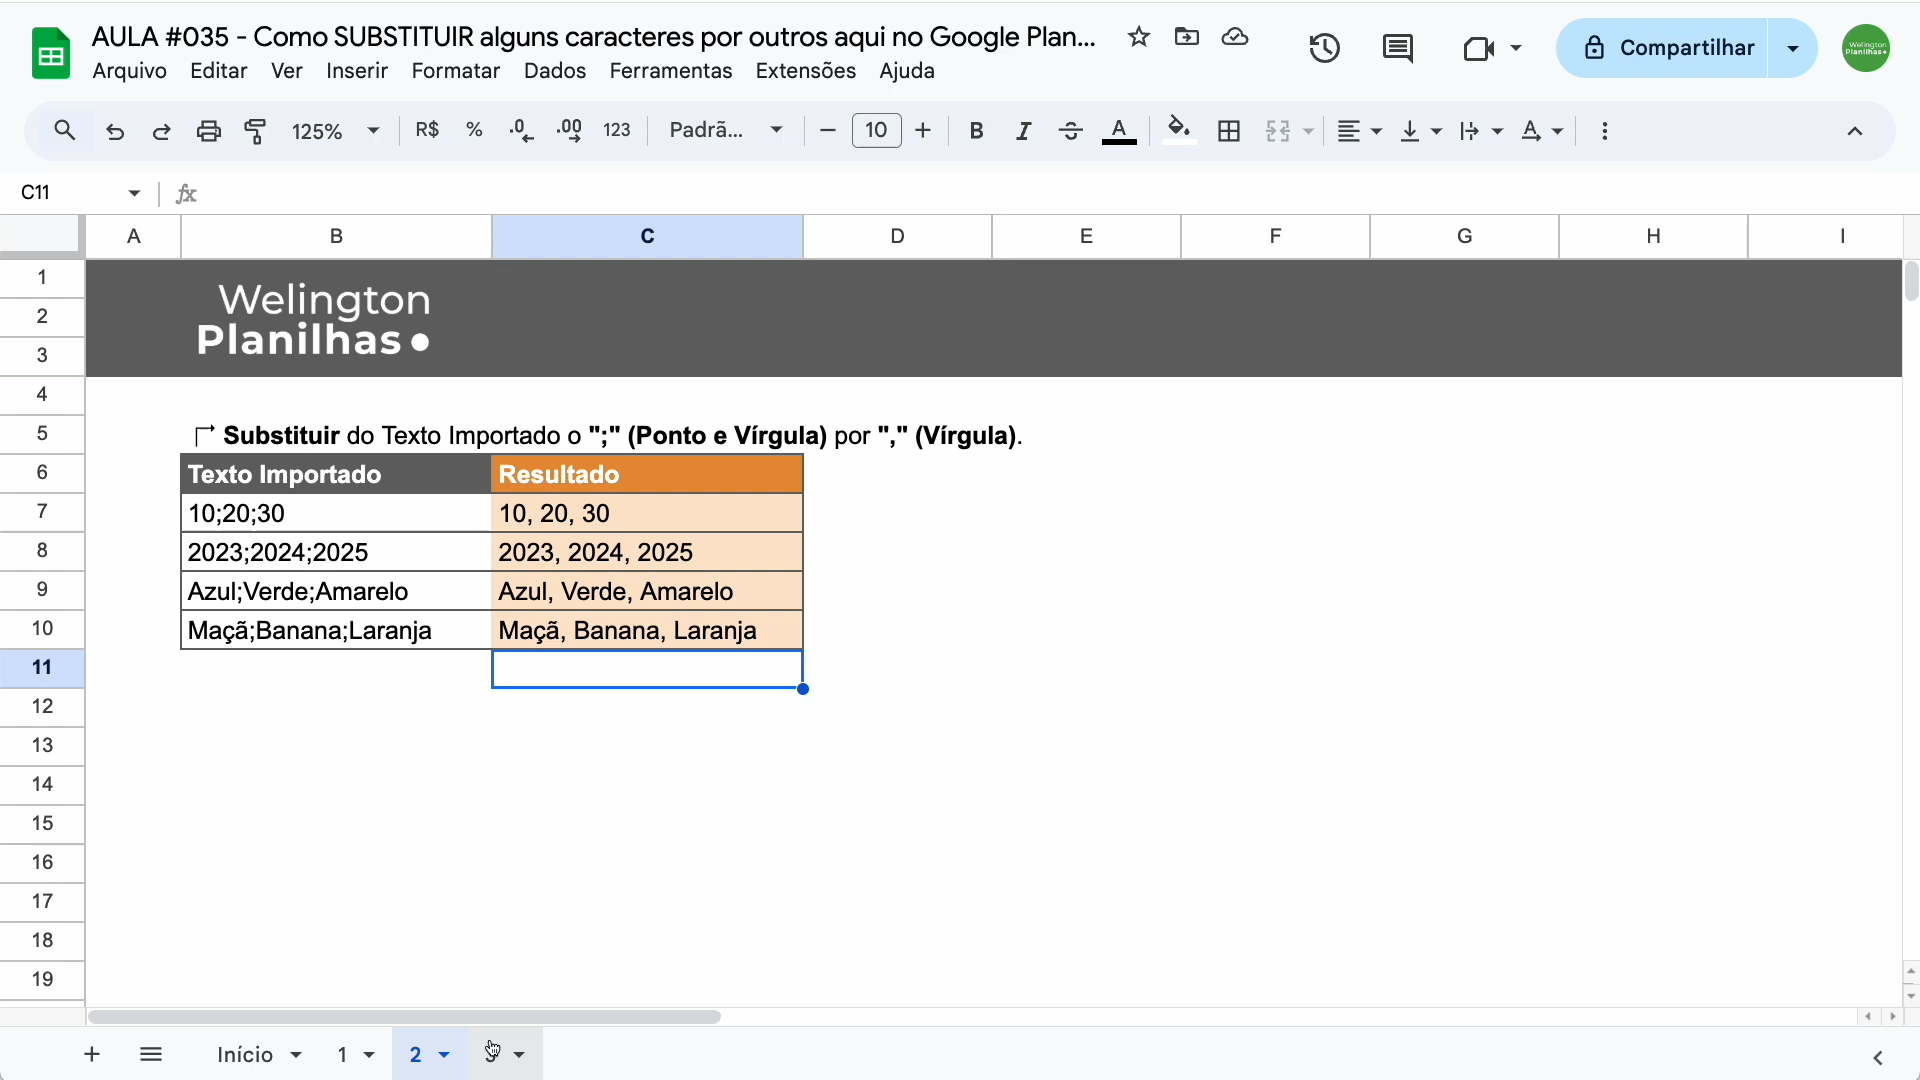 AULA #035 - Como SUBSTITUIR alguns caracteres por outros aqui no Google Plan...
Compartilhar
Welington
Planilhas
Arquivo Editar Ver Inserir Formatar Dados Ferramentas Extensões Ajuda
125% R$ % .0 .00 123 Padrã... − 10 + B I S A
C11 fx
A B C D E F G H I
1
2
3
Welington
Planilhas
4
5 Substituir do Texto Importado o ";" (Ponto e Vírgula) por "," (Vírgula).
6 Texto Importado Resultado
7 10;20;30 10, 20, 30
8 2023;2024;2025 2023, 2024, 2025
9 Azul;Verde;Amarelo Azul, Verde, Amarelo
10 Maçã;Banana;Laranja Maçã, Banana, Laranja
11
12
13
14
15
16
17
18
19
+ Início 1 2